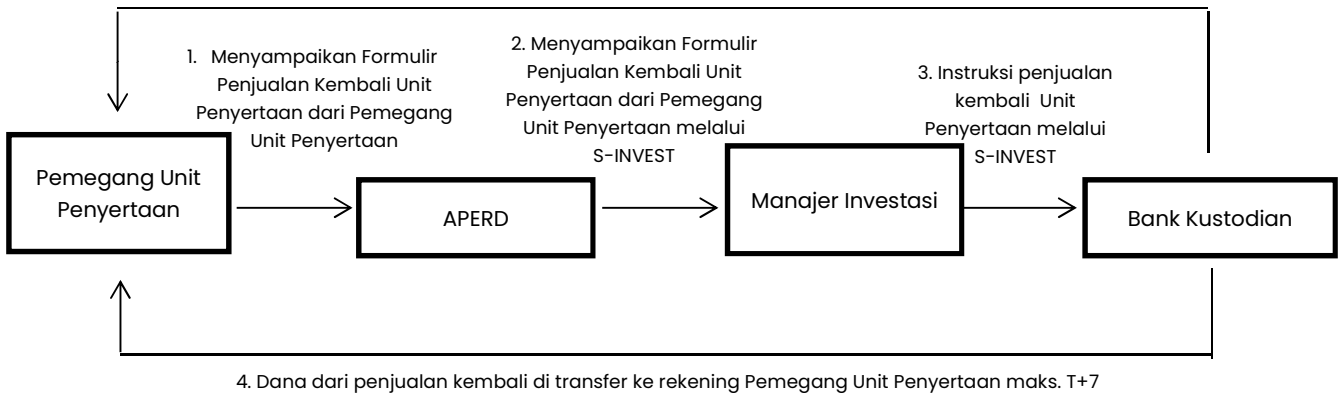 1. Menyampaikan Formulir
Penjualan Kembali Unit
Penyertaan dari Pemegang
Unit Penyertaan
2. Menyampaikan Formulir
Penjualan Kembali Unit
Penyertaan dari Pemegang
Unit Penyertaan melalui
S-INVEST
3. Instruksi penjualan
kembali Unit
Penyertaan melalui
S-INVEST
Pemegang Unit
Penyertaan
APERD
Manajer Investasi
Bank Kustodian
4. Dana dari penjualan kembali di transfer ke rekening Pemegang Unit Penyertaan maks. T+7